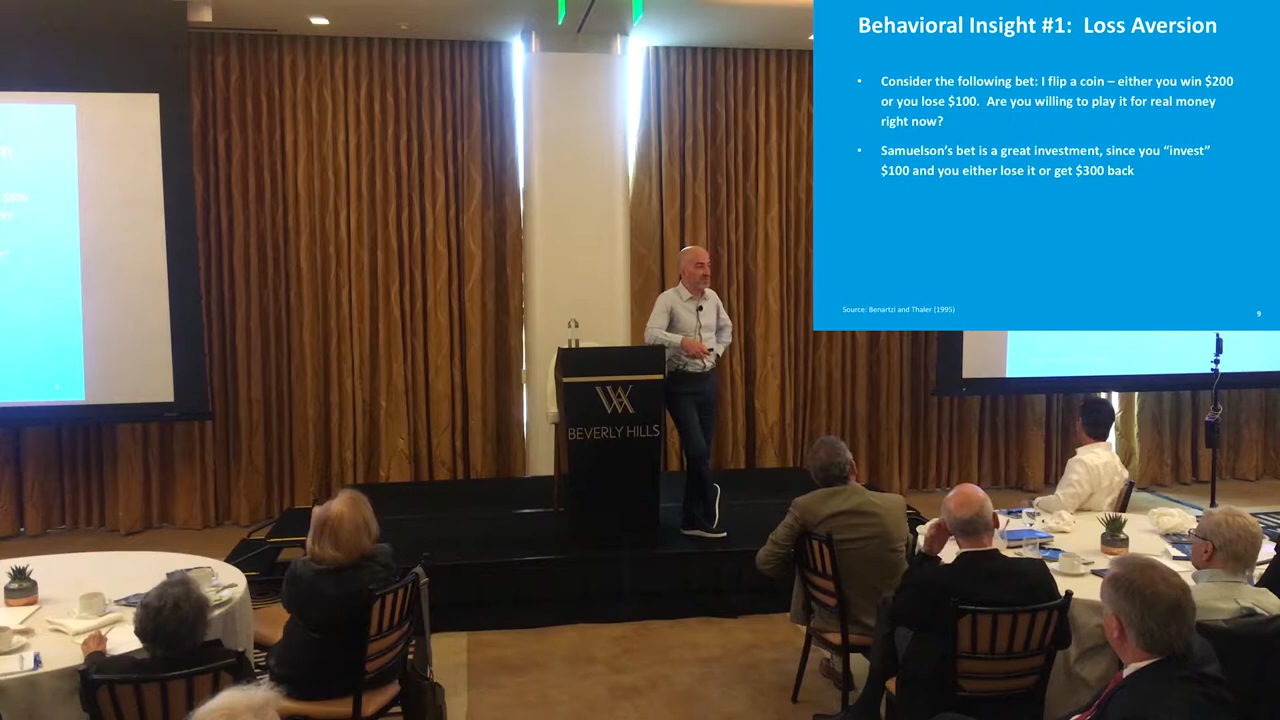 Behavioral Insight #1:  Loss Aversion
• Consider the following bet: I flip a coin – either you win $200
or you lose $100.  Are you willing to play it for real money
right now?
• Samuelson's bet is a great investment, since you “invest”
$100 and you either lose it or get $300 back
Source: Benartzi and Thaler (1995)
9
BEVERLY HILLS